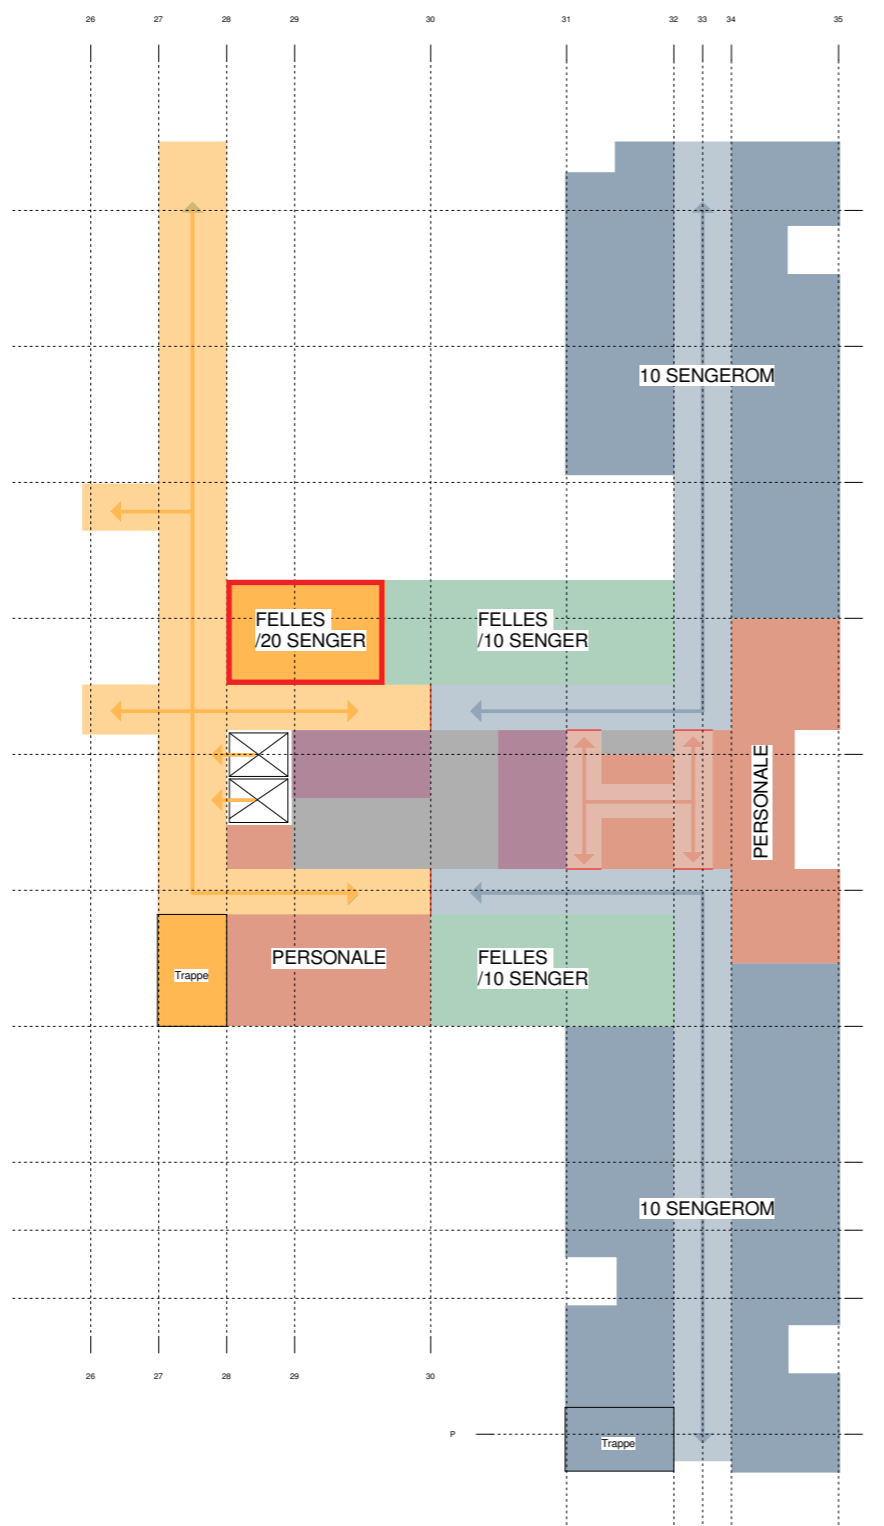 26 27 28 29 30 31 32 33 34 35
10 SENGEROM
FELLES
/20 SENGER
FELLES
/10 SENGER
PERSONALE
PERSONALE
FELLES
/10 SENGER
Trappe
10 SENGEROM
26 27 28 29 30
P
Trappe